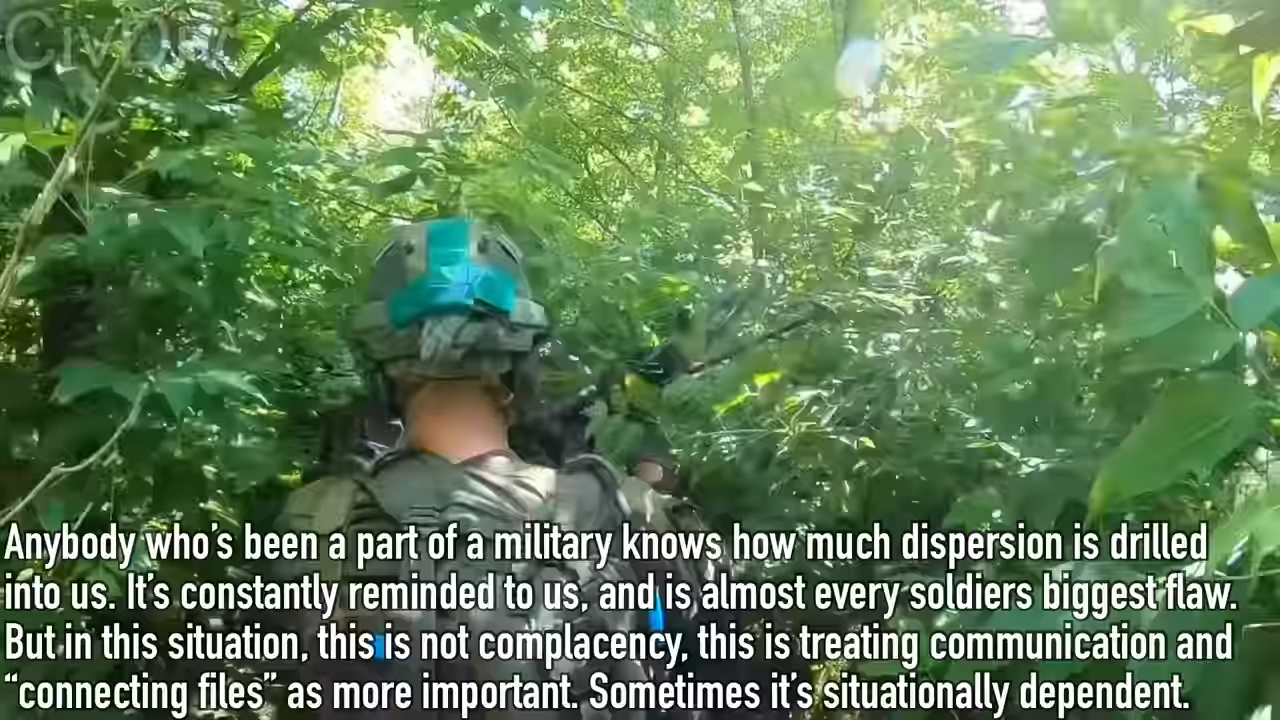 CivDiv
Anybody who's been a part of a military knows how much dispersion is drilled
into us. It's constantly reminded to us, and is almost every soldiers biggest flaw.
But in this situation, this is not complacency, this is treating communication and
“connecting files” as more important. Sometimes it's situationally dependent.